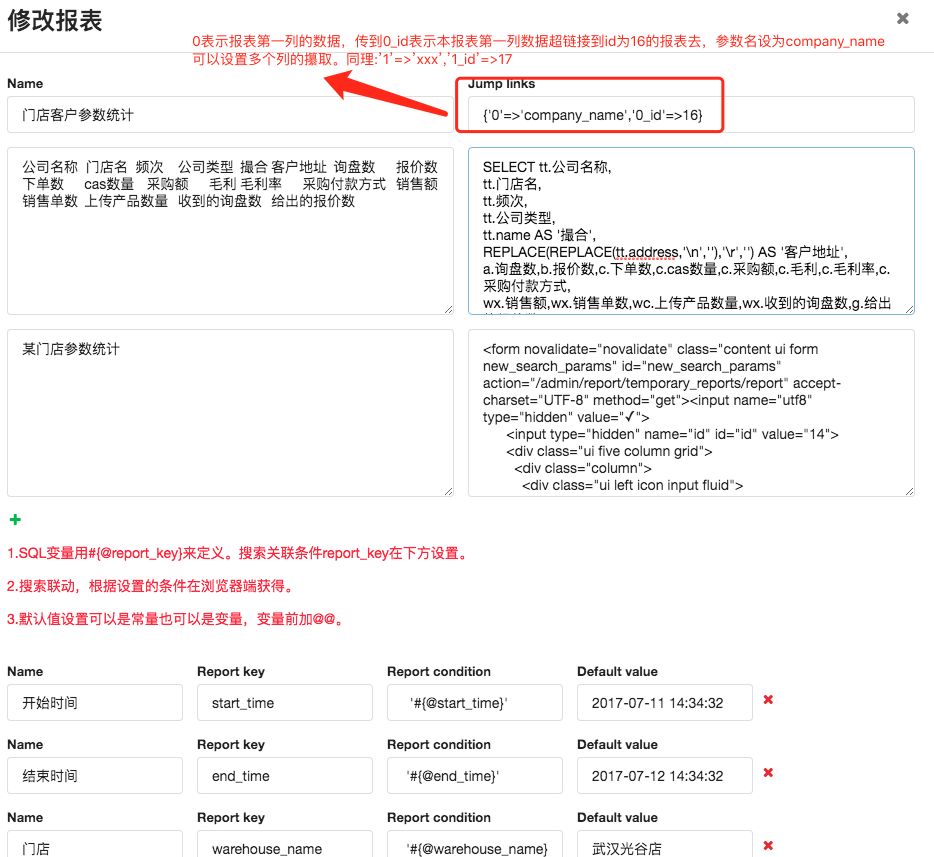 修改报表
0表示报表第一列的数据，传到0_id表示本报表第一列数据超链接到id为16的报表去，参数名设为company_name
可以设置多个列的攥取。同理:'1'=>'xxx','1_id'=>17
Name
Jump links
门店客户参数统计
{'0'=>'company_name','0_id'=>16}
公司名称 门店名 频次 公司类型 撮合 客户地址 询盘数 报价数
下单数 cas数量 采购额 毛利 毛利率 采购付款方式 销售额
销售单数 上传产品数量 收到的询盘数 给出的报价数
SELECT tt.公司名称,
tt.门店名,
tt.频次,
tt.公司类型,
tt.name AS '撮合',
REPLACE(REPLACE(tt.address,'\n',''),'\r','') AS '客户地址',
a.询盘数,b.报价数,c.下单数,c.cas数量,c.采购额,c.毛利,c.毛利率,c.
采购付款方式,
wx.销售额,wx.销售单数,wc.上传产品数量,wx.收到的询盘数,g.给出
某门店参数统计
<form novalidate="novalidate" class="content ui form
new_search_params" id="new_search_params"
action="/admin/report/temporary_reports/report" accept-
charset="UTF-8" method="get"><input name="utf8"
type="hidden" value="✓">
<input type="hidden" name="id" id="id" value="14">
<div class="ui five column grid">
<div class="column">
<div class="ui left icon input fluid">
1.SQL变量用#{@report_key}来定义。搜索关联条件report_key在下方设置。
2.搜索联动，根据设置的条件在浏览器端获得。
3.默认值设置可以是常量也可以是变量，变量前加@@。
Name Report key Report condition Default value
开始时间 start_time '#{@start_time}' 2017-07-11 14:34:32
Name Report key Report condition Default value
结束时间 end_time '#{@end_time}' 2017-07-12 14:34:32
Name Report key Report condition Default value
门店 warehouse_name '#{@warehouse_name} 武汉光谷店